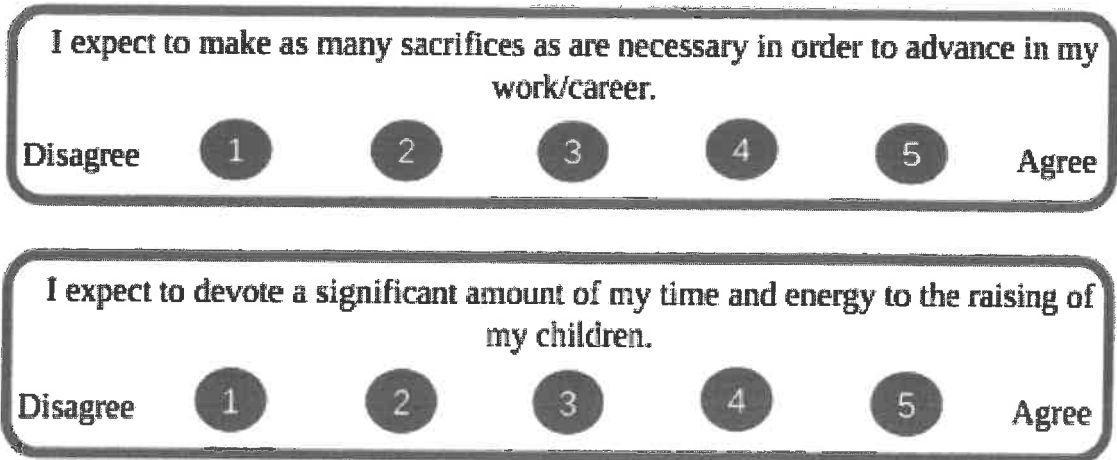 I expect to make as many sacrifices as are necessary in order to advance in my
work/career.
Disagree 1 2 3 4 5 Agree
I expect to devote a significant amount of my time and energy to the raising of
my children.
Disagree 1 2 3 4 5 Agree